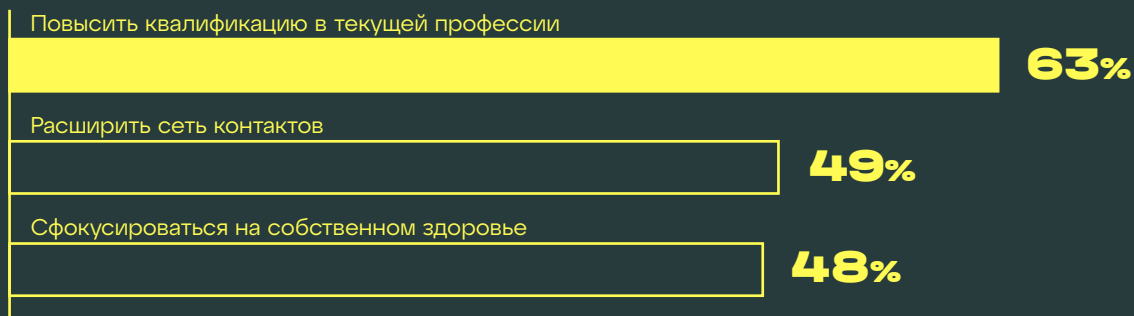 Повысить квалификацию в текущей профессии
63%
Расширить сеть контактов
49%
Сфокусироваться на собственном здоровье
48%